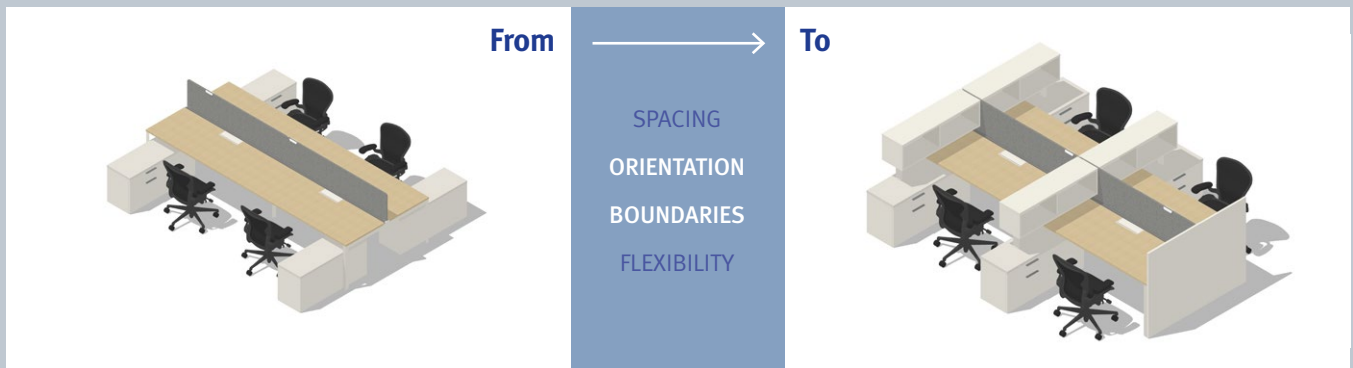 From
To
SPACING
ORIENTATION
BOUNDARIES
FLEXIBILITY